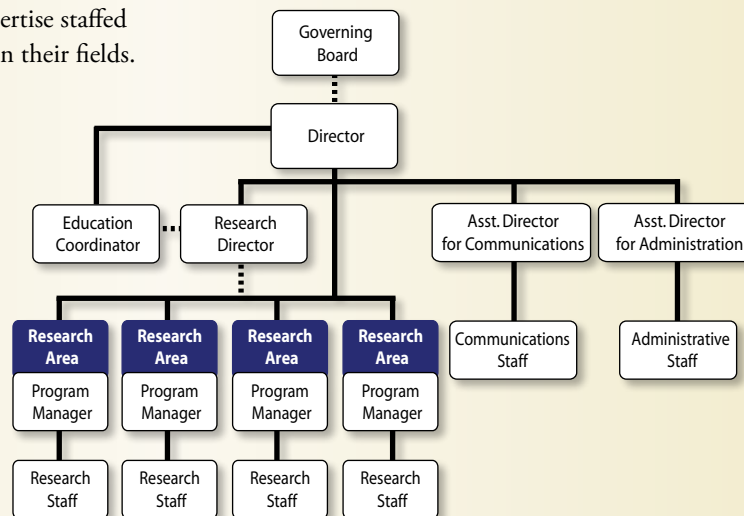 ertise staffed
n their fields.
Governing
Board
Director
Education
Coordinator
Research
Director
Asst. Director
for Communications
Asst. Director
for Administration
Research
Area
Research
Area
Research
Area
Research
Area
Communications
Staff
Administrative
Staff
Program
Manager
Program
Manager
Program
Manager
Program
Manager
Research
Staff
Research
Staff
Research
Staff
Research
Staff